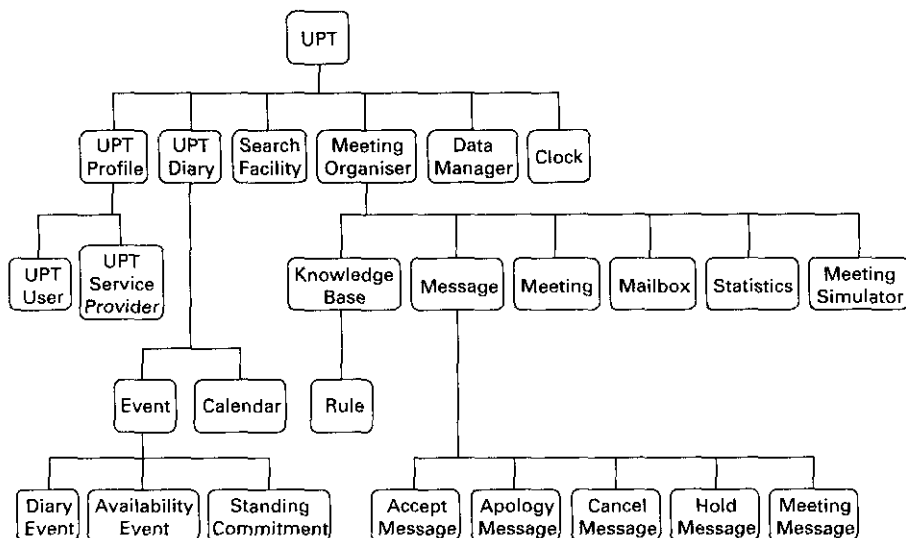 UPT
UPT
Profile
UPT
Diary
Search
Facility
Meeting
Organiser
Data
Manager
Clock
UPT
User
UPT
Service
Provider
Knowledge
Base
Message
Meeting
Mailbox
Statistics
Meeting
Simulator
Event
Calendar
Rule
Diary
Event
Availability
Event
Standing
Commitment
Accept
Message
Apology
Message
Cancel
Message
Hold
Message
Meeting
Message